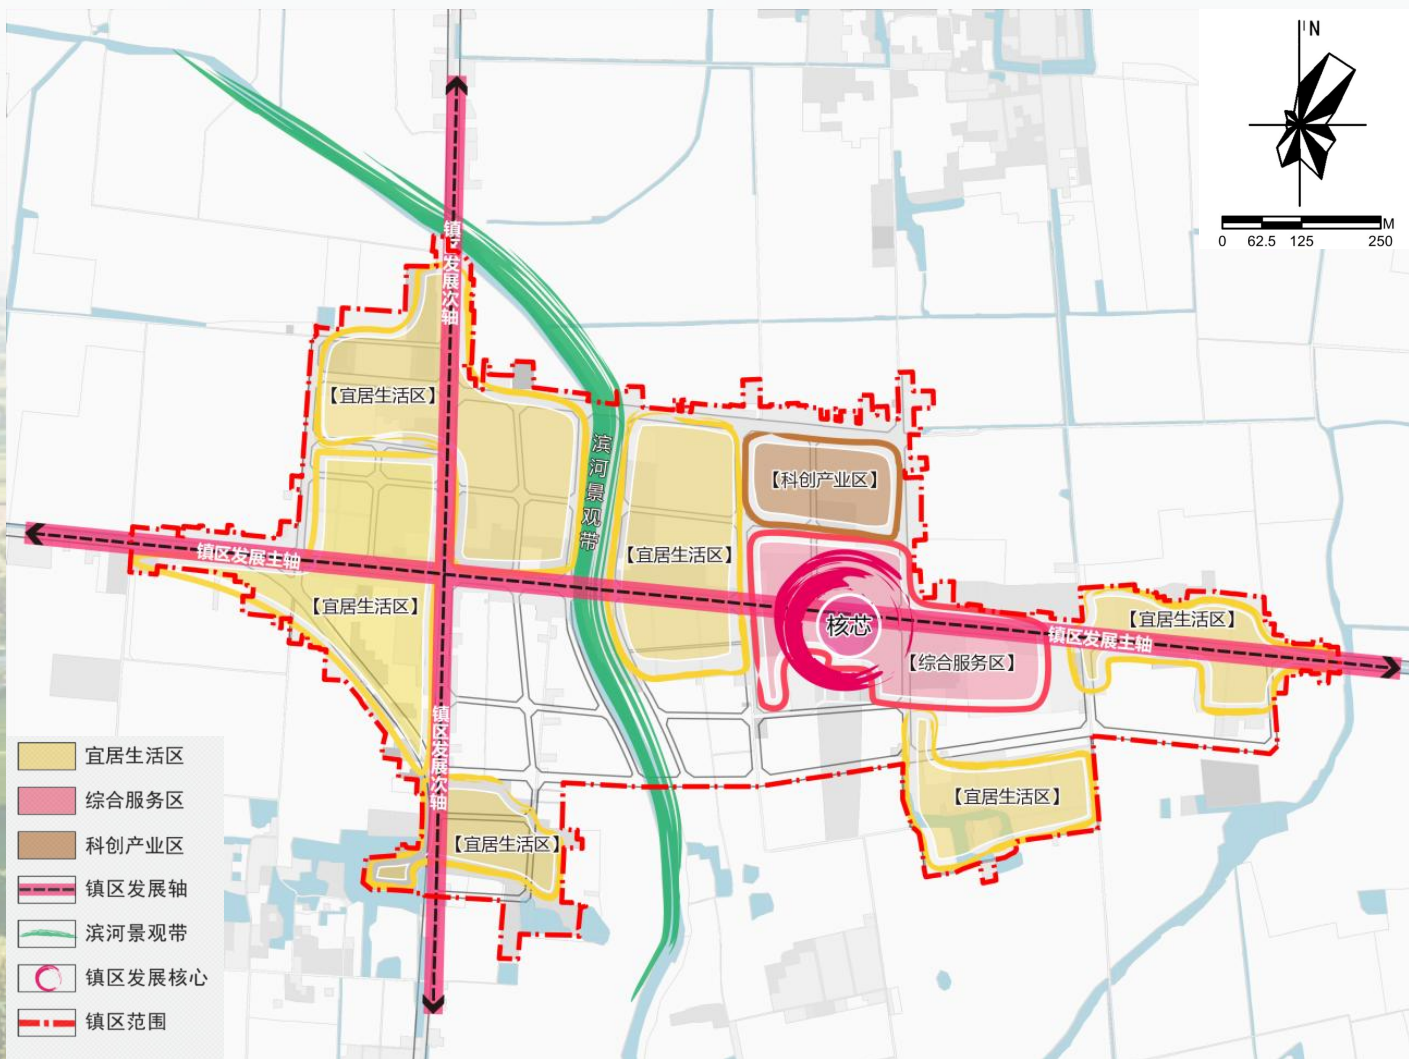 N
M
0 62.5 125 250
镇区发展次轴
【宜居生活区】
滨河景观带
【科创产业区】
镇区发展主轴
【宜居生活区】
【宜居生活区】
核芯
【综合服务区】
【宜居生活区】
镇区发展主轴
镇区发展次轴
【宜居生活区】
【宜居生活区】
宜居生活区
综合服务区
科创产业区
镇区发展轴
滨河景观带
镇区发展核心
镇区范围